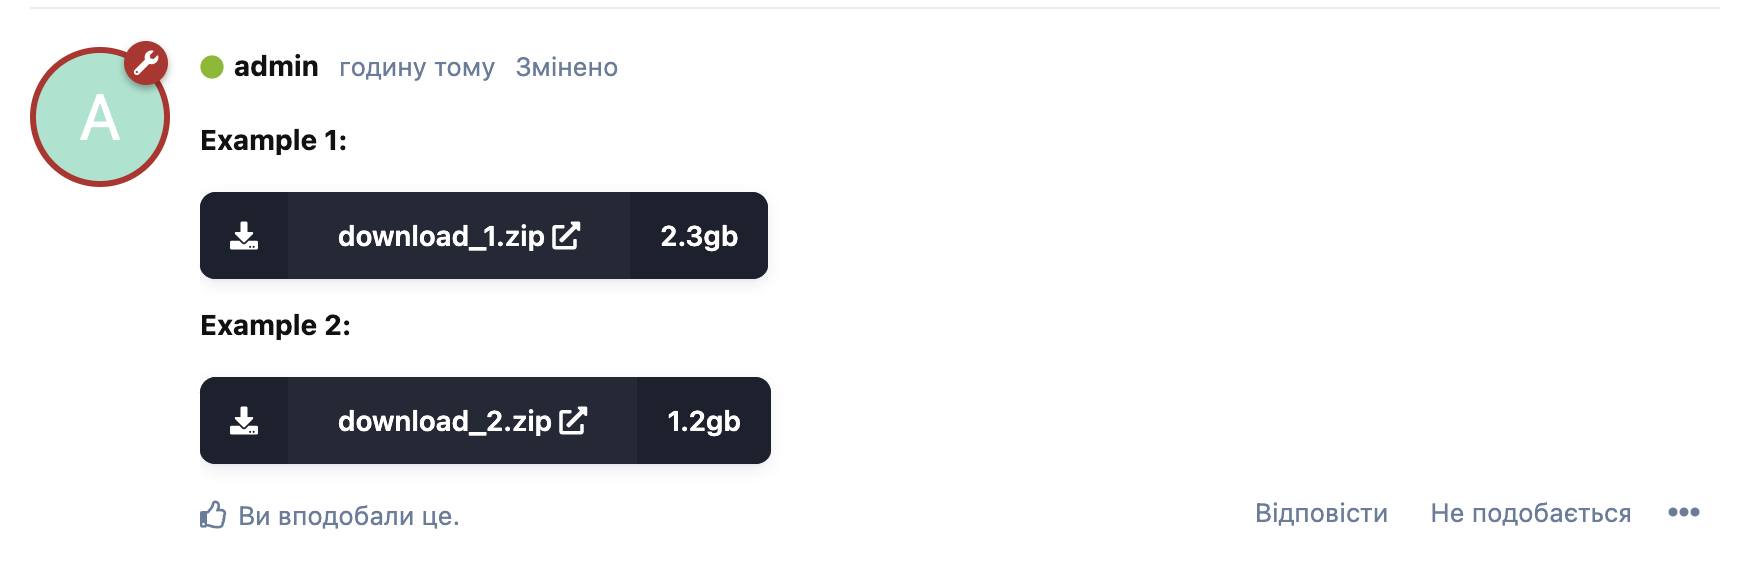 A
admin годину тому Змінено
Example 1:
download_1.zip 2.3gb
Example 2:
download_2.zip 1.2gb
Ви вподобали це. Відповісти Не подобається •••